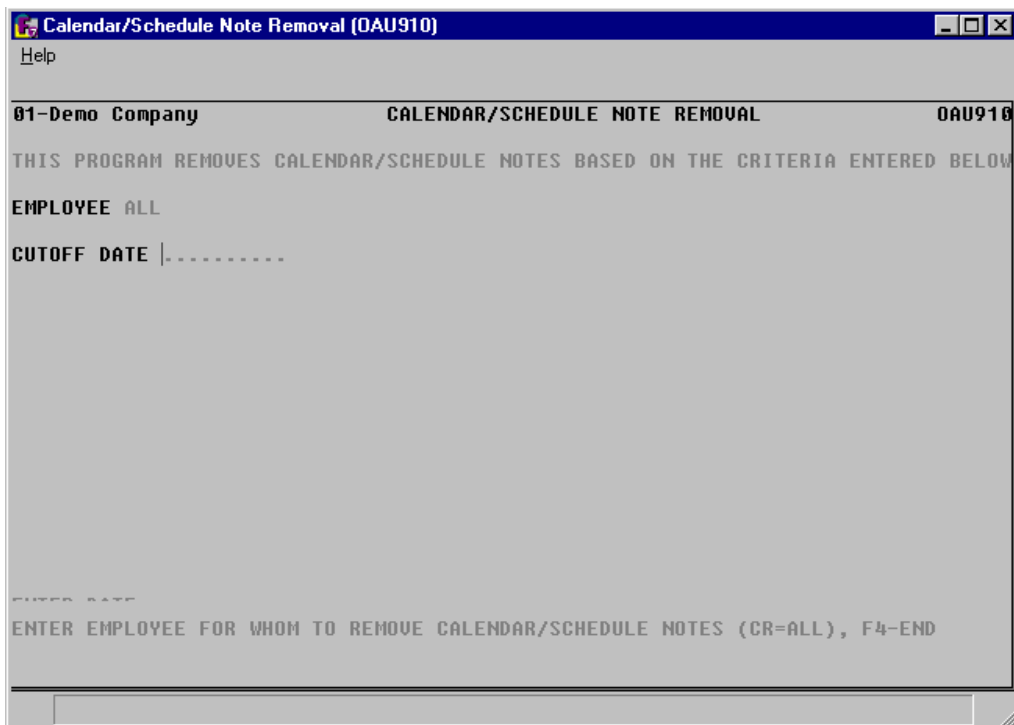 Calendar/Schedule Note Removal (OAU910)
Help
01-Demo Company CALENDAR/SCHEDULE NOTE REMOVAL OAU910
THIS PROGRAM REMOVES CALENDAR/SCHEDULE NOTES BASED ON THE CRITERIA ENTERED BELOW
EMPLOYEE ALL
CUTOFF DATE ..........
ENTER DATE
ENTER EMPLOYEE FOR WHOM TO REMOVE CALENDAR/SCHEDULE NOTES (CR=ALL), F4-END